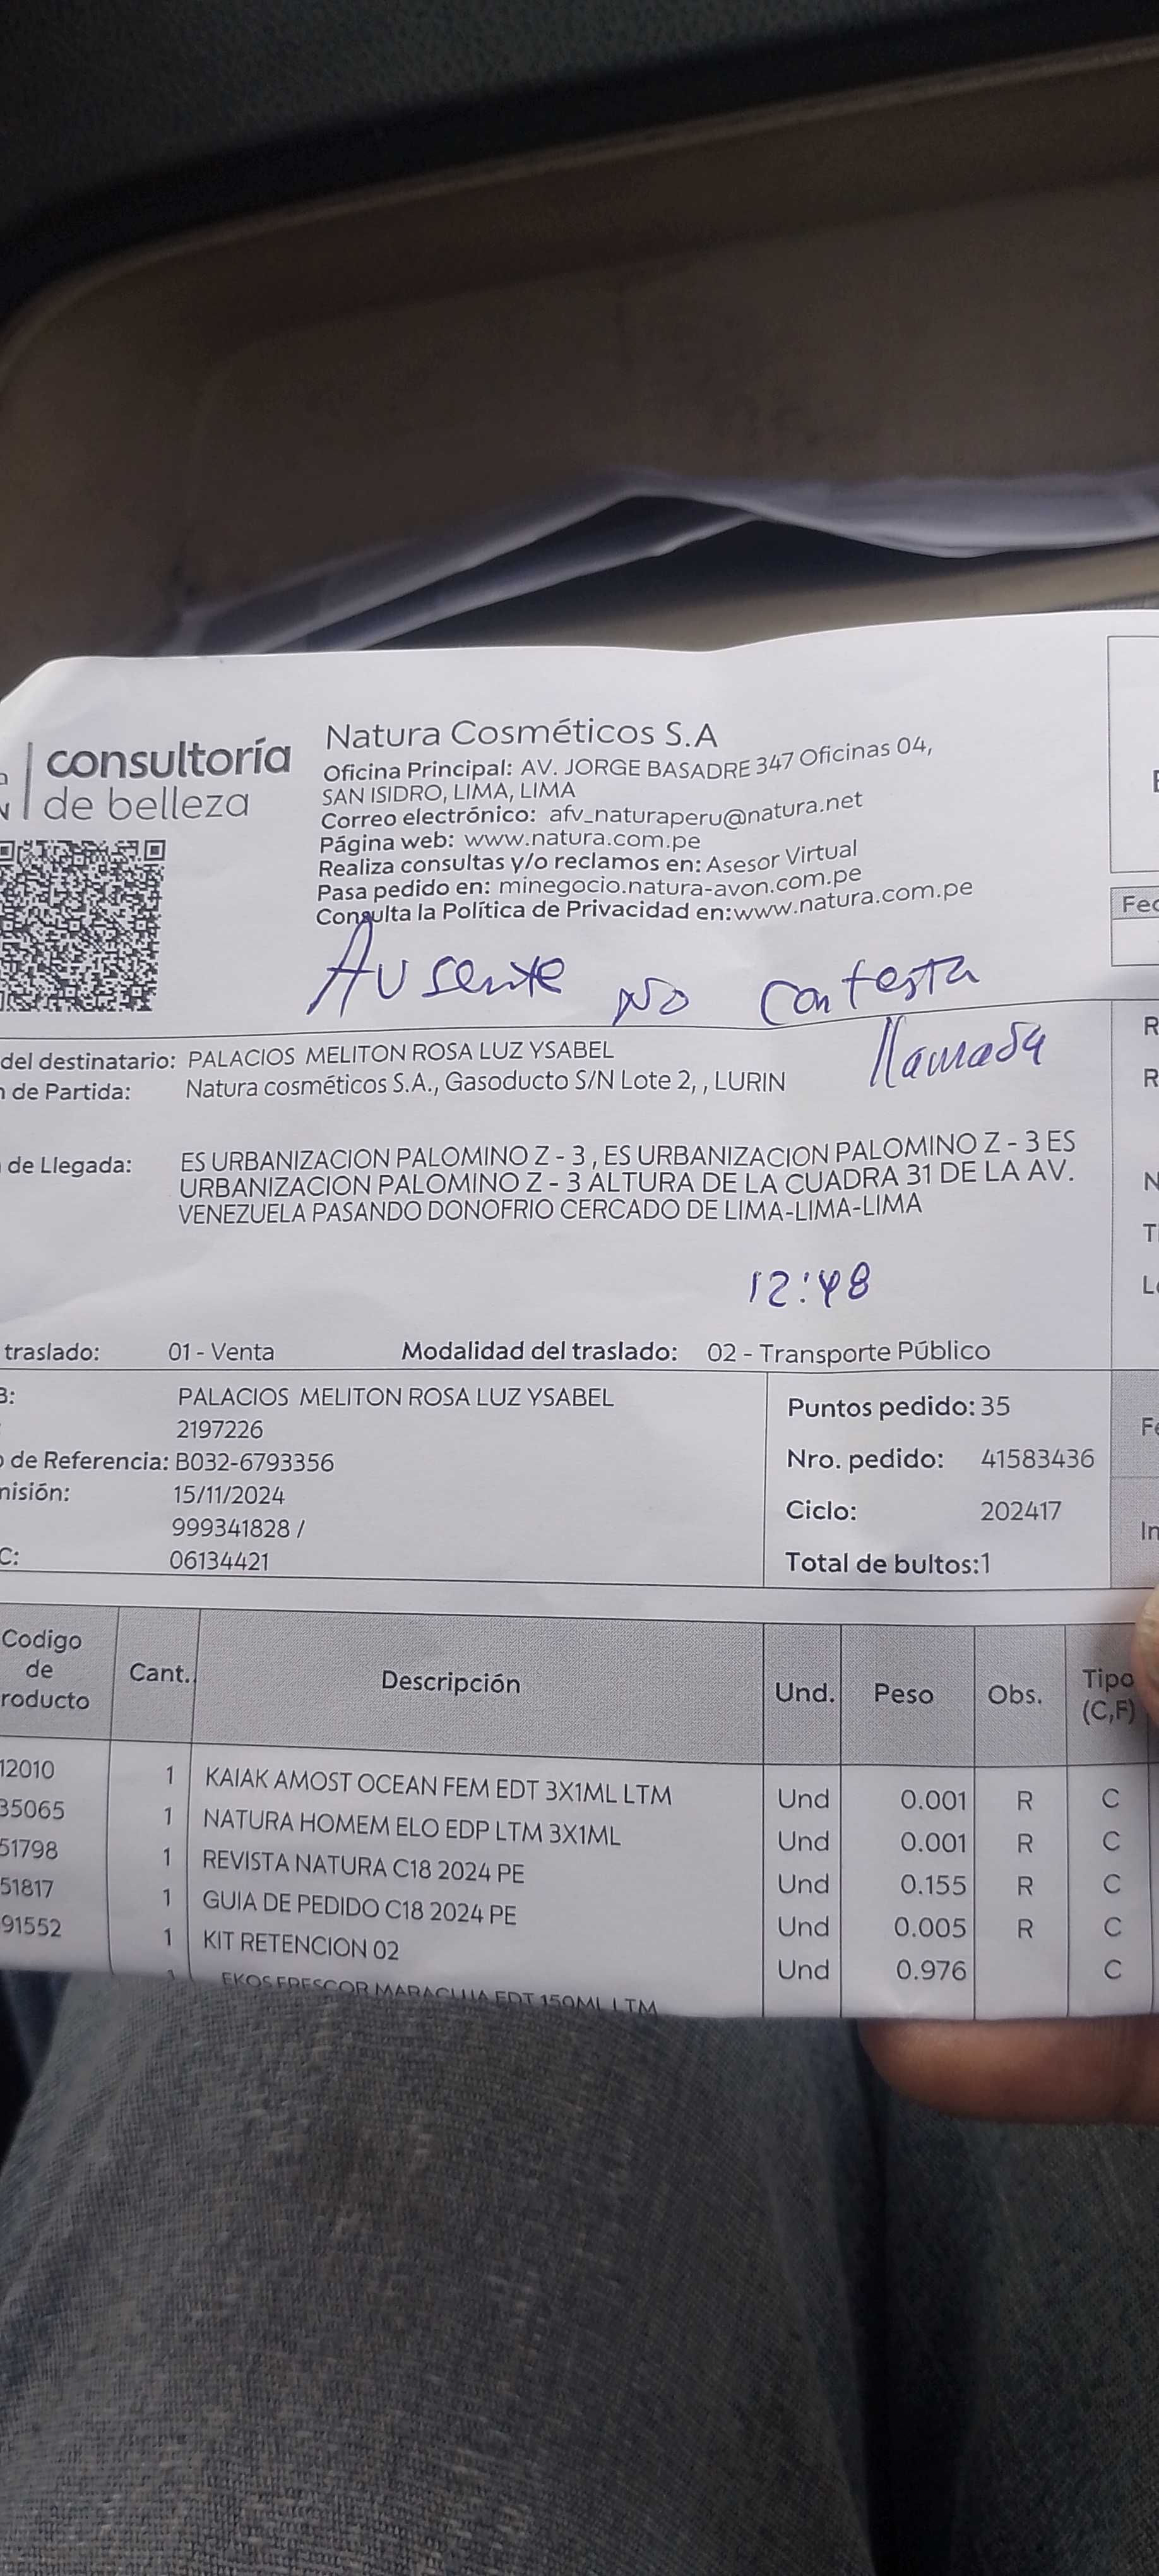 consultoría
de belleza
Natura Cosméticos S.A
Oficina Principal: AV. JORGE BASADRE 347 Oficinas 04,
SAN ISIDRO, LIMA, LIMA
Correo electrónico: afv_naturaperu@natura.net
Página web: www.natura.com.pe
Realiza consultas y/o reclamos en: Asesor Virtual
Pasa pedido en: minegocio.natura-avon.com.pe
Consulta la Política de Privacidad en:www.natura.com.pe
Fec
Ausente No contesta
llamada
del destinatario: PALACIOS MELITON ROSA LUZ YSABEL
de Partida: Natura cosméticos S.A., Gasoducto S/N Lote 2, , LURIN
de Llegada: ES URBANIZACION PALOMINO Z - 3 , ES URBANIZACION PALOMINO Z - 3 ES
URBANIZACION PALOMINO Z - 3 ALTURA DE LA CUADRA 31 DE LA AV.
VENEZUELA PASANDO DONOFRIO CERCADO DE LIMA-LIMA-LIMA
12:48
traslado: 01 - Venta Modalidad del traslado: 02 - Transporte Público
PALACIOS MELITON ROSA LUZ YSABEL
2197226
de Referencia: B032-6793356
misión: 15/11/2024
999341828 /
C: 06134421
Puntos pedido: 35
Nro. pedido: 41583436
Ciclo: 202417
Total de bultos:1
Codigo de roducto Cant. Descripción Und. Peso Obs. Tipo (C,F)
12010 1 KAIAK AMOST OCEAN FEM EDT 3X1ML LTM Und 0.001 R C
35065 1 NATURA HOMEM ELO EDP LTM 3X1ML Und 0.001 R C
51798 1 REVISTA NATURA C18 2024 PE Und 0.155 R C
51817 1 GUIA DE PEDIDO C18 2024 PE Und 0.005 R C
91552 1 KIT RETENCION 02 Und 0.976 C
EKOS FRESCOR MARACUJA EDT 150ML LTM